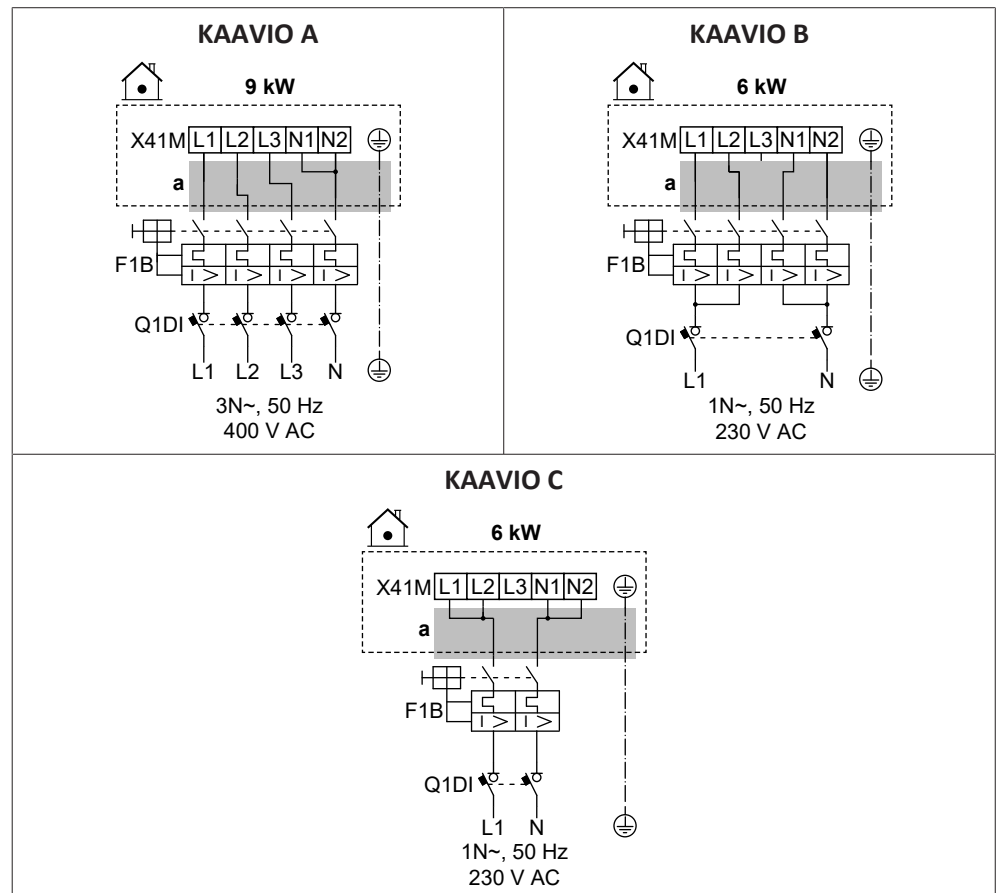 KAAVIO A
9 kW
X41M L1 L2 L3 N1 N2
a
F1B
I > I > I > I >
Q1DI
L1 L2 L3 N
3N~, 50 Hz
400 V AC
KAAVIO B
6 kW
X41M L1 L2 L3 N1 N2
a
F1B
I > I > I > I >
Q1DI
L1 N
1N~, 50 Hz
230 V AC
KAAVIO C
6 kW
X41M L1 L2 L3 N1 N2
a
F1B
I > I >
Q1DI
L1 N
1N~, 50 Hz
230 V AC